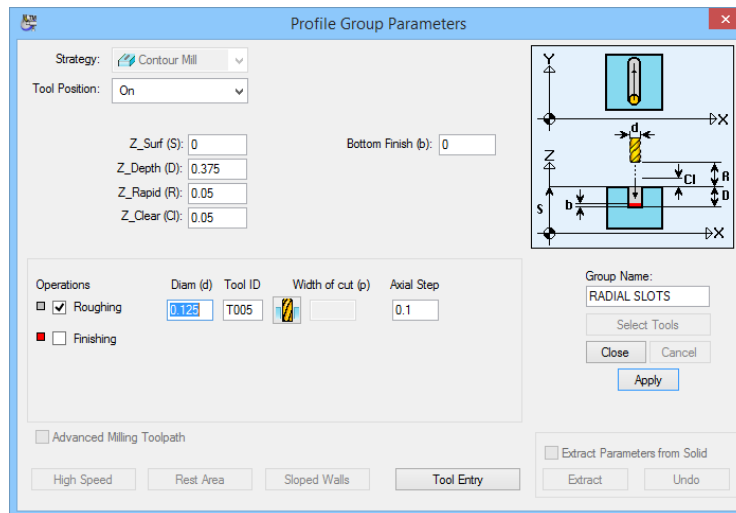 Profile Group Parameters
Strategy: Contour Mill
Tool Position: On
Z_Surf (S): 0
Bottom Finish (b): 0
Z_Depth (D): 0.375
Z_Rapid (R): 0.05
Z_Clear (Cl): 0.05
Y
X
d
Z
Cl
R
D
b
S
X
Operations Diam (d) Tool ID Width of cut (p) Axial Step
Roughing 0.125 T005 0.1
Finishing
Group Name:
RADIAL SLOTS
Select Tools
Close Cancel
Apply
Advanced Milling Toolpath
High Speed Rest Area Sloped Walls Tool Entry
Extract Parameters from Solid
Extract Undo